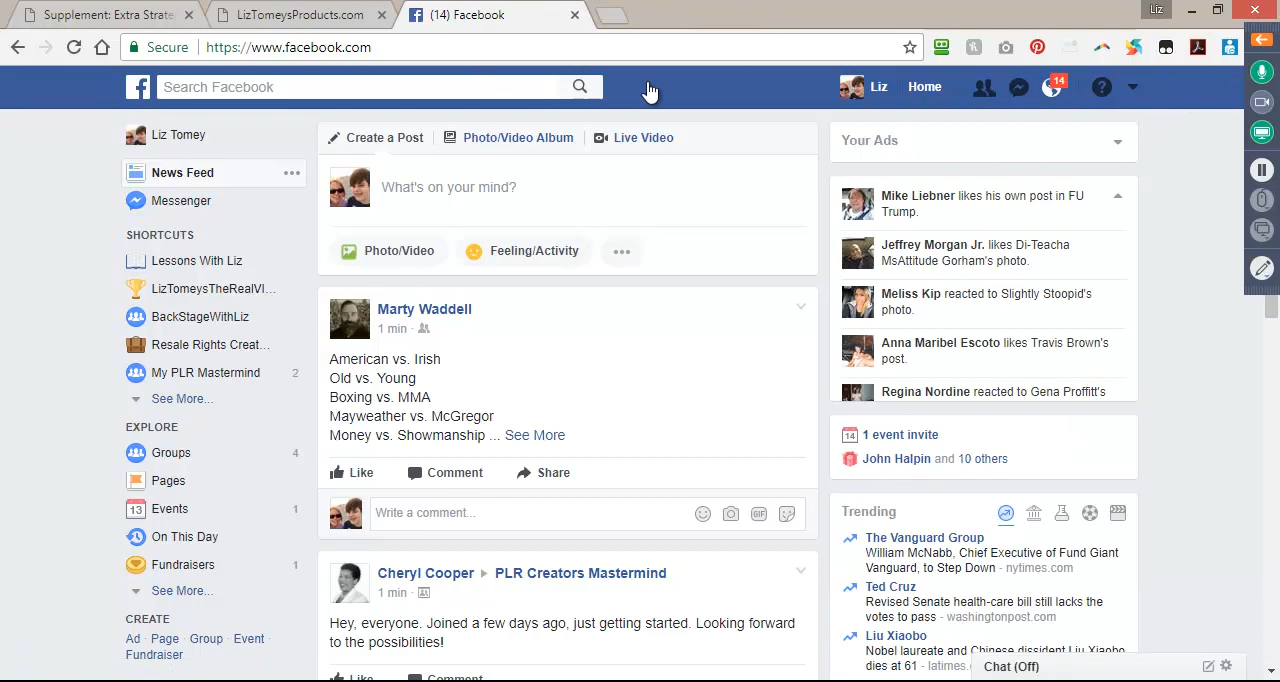 Supplement: Extra Strate
LizTomeysProducts.com
(14) Facebook
Liz
Secure
https://www.facebook.com
Search Facebook
Liz
Home
14
Liz Tomey
News Feed
Messenger
SHORTCUTS
Lessons With Liz
LizTomeysTheRealVI...
BackStageWithLiz
Resale Rights Creat...
My PLR Mastermind 2
See More...
EXPLORE
Groups 4
Pages
13 Events 1
On This Day
Fundraisers 1
See More...
CREATE
Ad · Page · Group · Event ·
Fundraiser
Create a Post
Photo/Video Album
Live Video
What's on your mind?
Photo/Video
Feeling/Activity
Marty Waddell
1 min ·
American vs. Irish
Old vs. Young
Boxing vs. MMA
Mayweather vs. McGregor
Money vs. Showmanship ... See More
Like
Comment
Share
Write a comment...
GIF
Cheryl Cooper ▸ PLR Creators Mastermind
1 min ·
Hey, everyone. Joined a few days ago, just getting started. Looking forward
to the possibilities!
Like
Comment
Your Ads
Mike Liebner likes his own post in FU
Trump.
Jeffrey Morgan Jr. likes Di-Teacha
MsAttitude Gorham's photo.
Meliss Kip reacted to Slightly Stoopid's
photo.
Anna Maribel Escoto likes Travis Brown's
post.
Regina Nordine reacted to Gena Proffitt's
14 1 event invite
John Halpin and 10 others
Trending
The Vanguard Group
William McNabb, Chief Executive of Fund Giant
Vanguard, to Step Down - nytimes.com
Ted Cruz
Revised Senate health-care bill still lacks the
votes to pass - washingtonpost.com
Liu Xiaobo
Nobel laureate and Chinese dissident Liu Xiaobo
dies at 61 - latimes.
Chat (Off)